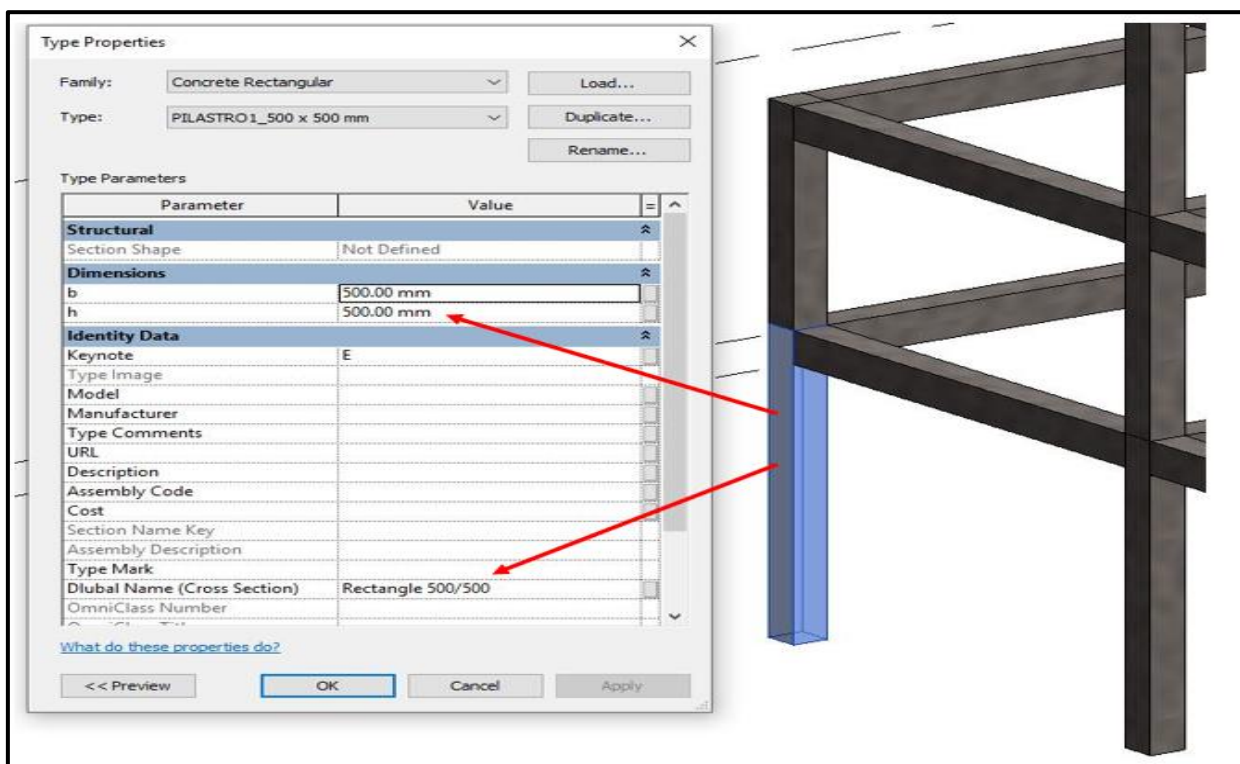 Type Properties
Family: Concrete Rectangular Load...
Type: PILASTRO1_500 x 500 mm Duplicate...
Rename...
Type Parameters
Parameter Value =
Structural
Section Shape Not Defined
Dimensions
b 500.00 mm
h 500.00 mm
Identity Data
Keynote E
Type Image
Model
Manufacturer
Type Comments
URL
Description
Assembly Code
Cost
Section Name Key
Assembly Description
Type Mark
Dlubal Name (Cross Section) Rectangle 500/500
OmniClass Number
What do these properties do?
<< Preview OK Cancel Apply